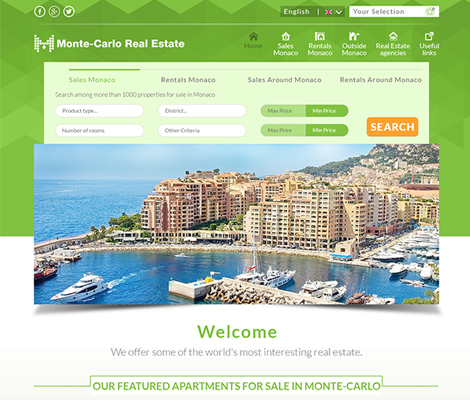 English | Your Selection
Monte-Carlo Real Estate
Home
Sales Monaco
Rentals Monaco
Outside Monaco
Real Estate agencies
Useful links
Sales Monaco Rentals Monaco Sales Around Monaco Rentals Around Monaco
Search among more than 1000 properties for sale in Monaco
Product type... District... Max Price Min Price
Number of rooms Other Criteria Max Price Min Price
SEARCH
Welcome
We offer some of the world's most interesting real estate.
OUR FEATURED APARTMENTS FOR SALE IN MONTE-CARLO